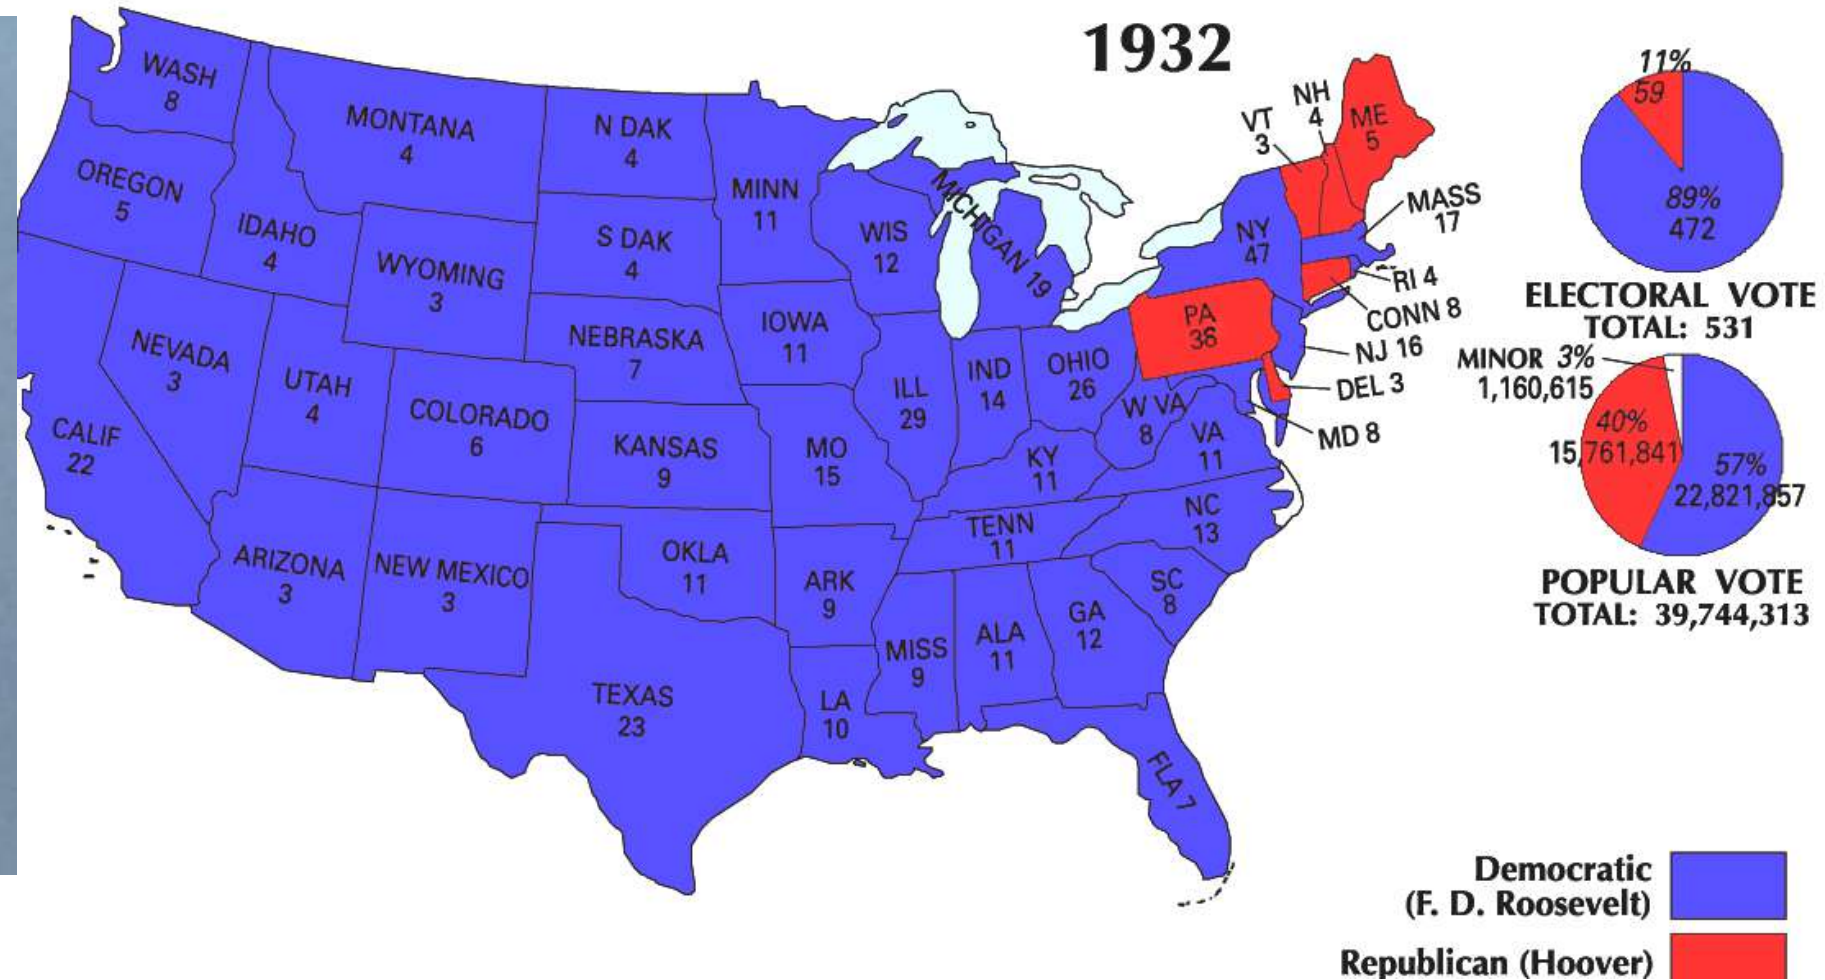 1932
WASH
8
OREGON
5
CALIF
22
IDAHO
4
NEVADA
3
MONTANA
4
WYOMING
3
UTAH
4
COLORADO
6
ARIZONA
3
NEW MEXICO
3
N DAK
4
S DAK
4
NEBRASKA
7
KANSAS
9
OKLA
11
TEXAS
23
MINN
11
IOWA
11
MO
15
ARK
9
LA
10
WIS
12
ILL
29
MICHIGAN 19
IND
14
OHIO
26
KY
11
TENN
11
MISS
9
ALA
11
GA
12
FLA 7
SC
8
NC
13
VA
11
W VA
8
PA
36
NY
47
VT
3
NH
4
ME
5
MASS
17
RI 4
CONN 8
NJ 16
DEL 3
MD 8
11%
59
89%
472
ELECTORAL VOTE
TOTAL: 531
MINOR 3%
1,160,615
40%
15,761,841
57%
22,821,857
POPULAR VOTE
TOTAL: 39,744,313
Democratic
(F. D. Roosevelt)
Republican (Hoover)